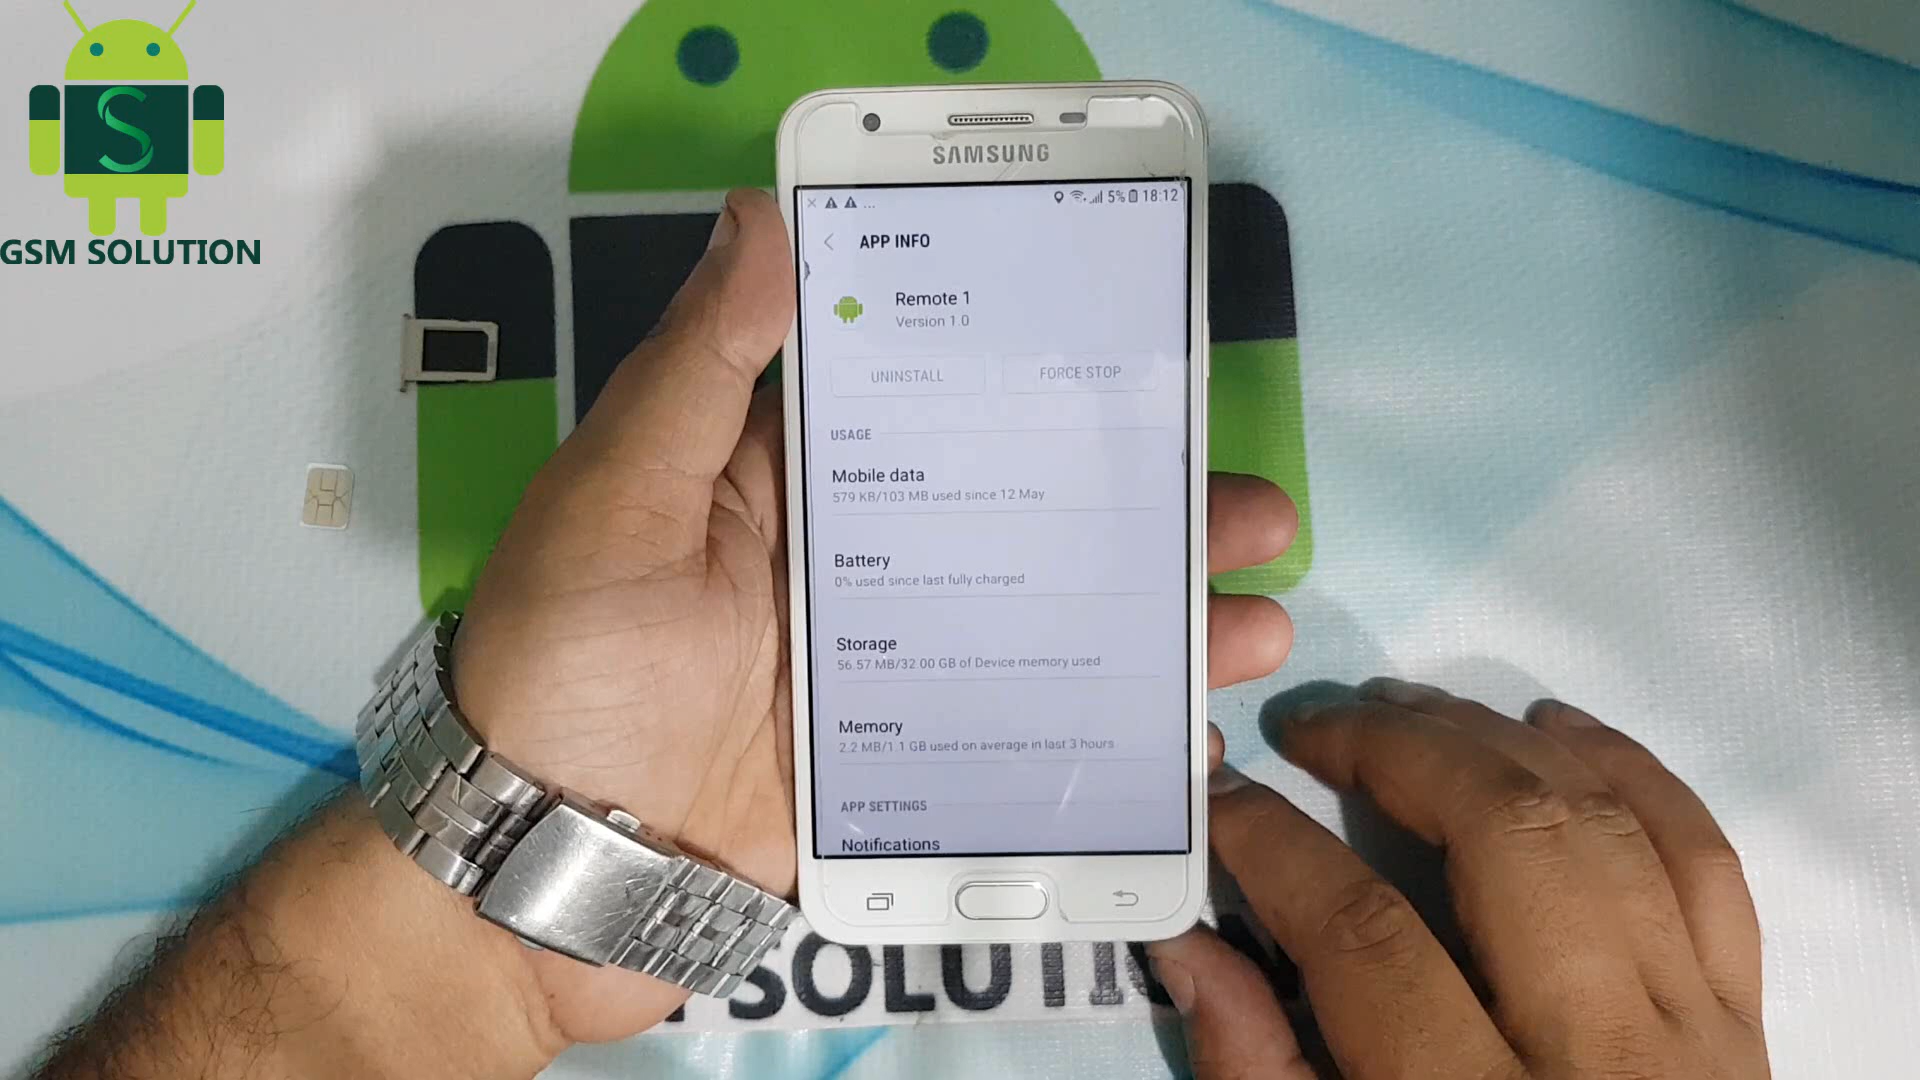 S
GSM SOLUTION
SAMSUNG
... 5% 18:12
APP INFO
Remote 1
Version 1.0
UNINSTALL
FORCE STOP
USAGE
Mobile data
579 KB/103 MB used since 12 May
Battery
0% used since last fully charged
Storage
56.57 MB/32.00 GB of Device memory used
Memory
2.2 MB/1.1 GB used on average in last 3 hours
APP SETTINGS
Notifications
SOLUTI